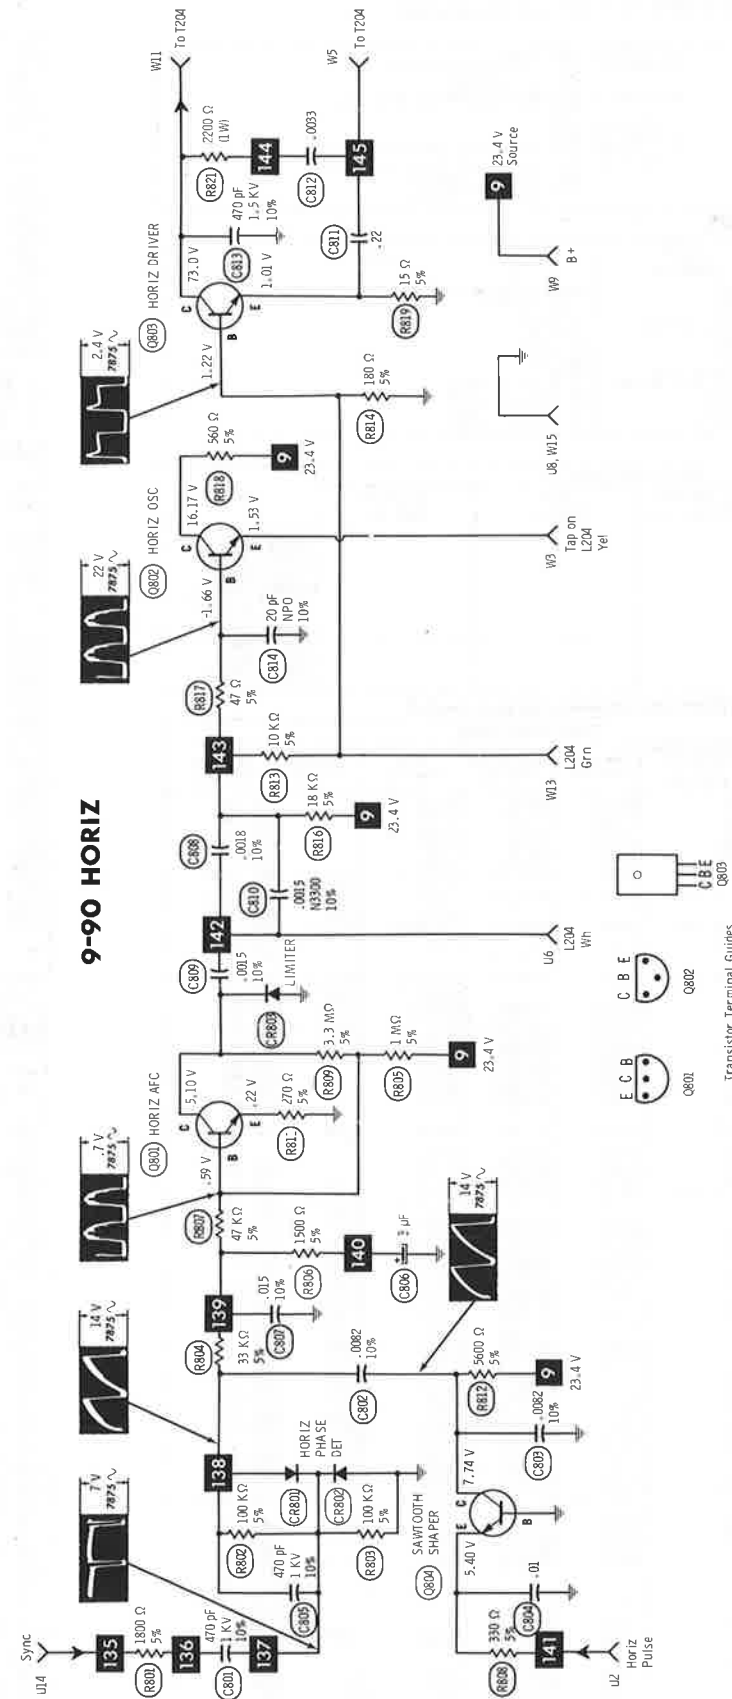 W11
To T204
W5
To T204
2200 Ω
(1W)
R821
144
.0033
C812
145
9
23.4 V
Source
HORIZ DRIVER
Q803
73.0 V
470 pF
1.5 KV
10%
C813
C
B
E
1.01 V
C811
.22
W9
B+
2.4 V
7875
1.22 V
15 Ω
5%
R819
180 Ω
5%
R814
U8, W15
560 Ω
5%
R818
9
23.4 V
HORIZ OSC
Q802
16.17 V
C
B
E
1.53 V
22 V
7875
-1.66 V
W3
Tap on
L204
Yel
20 pF
NPO
10%
C814
R817
47 Ω
5%
143
10 KΩ
5%
R813
W13
L204
Grn
9-90 HORIZ
C808
.0018
10%
18 KΩ
5%
R816
9
23.4 V
C810
.0015
N3300
10%
142
U6
L204
Wh
C809
.0015
10%
LIMITER
CR803
3.3 MΩ
5%
R809
1 MΩ
5%
R805
9
23.4 V
HORIZ AFC
Q801
5.10 V
C
B
E
.22 V
270 Ω
5%
.7 V
7875
.59 V
R807
47 KΩ
5%
1500 Ω
5%
R806
140
C806
139
.015
10%
C807
R804
33 KΩ
5%
14 V
7875
14 V
7875
.0082
10%
C802
5600 Ω
5%
R812
9
23.4 V
138
HORIZ
PHASE
DET
CR801
CR802
100 KΩ
5%
R802
100 KΩ
5%
R803
470 pF
1 KV
10%
C805
7 V
7875
7.74 V
.0082
10%
C803
C
E
B
SAWTOOTH
SHAPER
Q804
5.40 V
.01
C804
330 Ω
5%
R808
141
U2
Horiz
Pulse
Sync
U14
135
1800 Ω
5%
R801
136
470 pF
1 KV
10%
C801
137
E C B
Q801
C B E
Q802
C B E
Q803
Transistor Terminal Guides